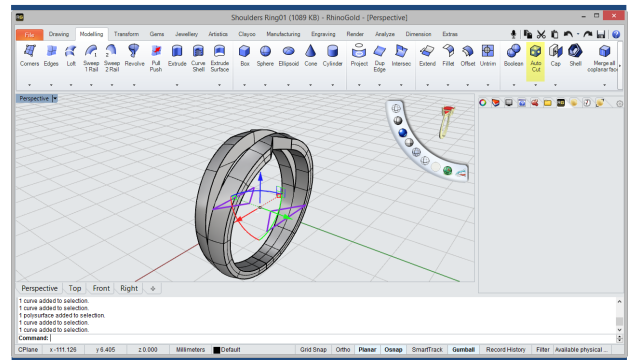 Shoulders Ring01 (1089 KB) - RhinoGold - [Perspective]
File Drawing Modelling Transform Gems Jewellery Artistics Clayoo Manufacturing Engraving Render Analyze Dimension Extras
Corners Edges Loft Sweep 1 Rail Sweep 2 Rail Revolve Pull Push Extrude Curve Shell Extrude Surface Box Sphere Ellipsoid Cone Cylinder Project Dup Edge Intersec Extend Fillet Offset Untrim Boolean Auto Cut Cap Shell Merge all coplanar face
Perspective
Perspective Top Front Right
1 curve added to selection.
1 curve added to selection.
1 polysurface added to selection.
1 curve added to selection.
1 curve added to selection.
Command:
CPlane x -111.126 y 6.405 z 0.000 Millimeters Default Grid Snap Ortho Planar Osnap SmartTrack Gumball Record History Filter Available physical ...